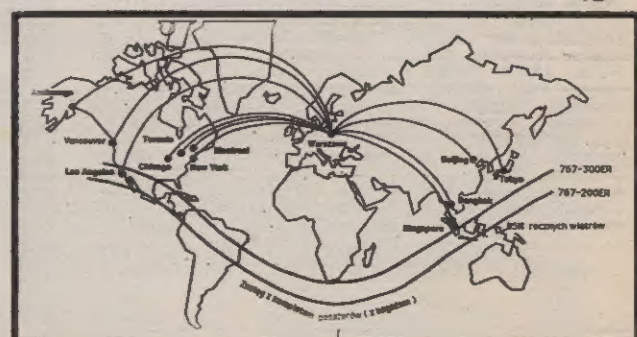 Vancouver
Toronto
Montreal
Chicago
New York
Los Angeles
Warszawa
Beijing
Tokyo
Bangkok
Singapore
767-300ER
767-200ER
85% rocznych wiatrów
Zasięg z kompletem pasażerów ( z bagażem )